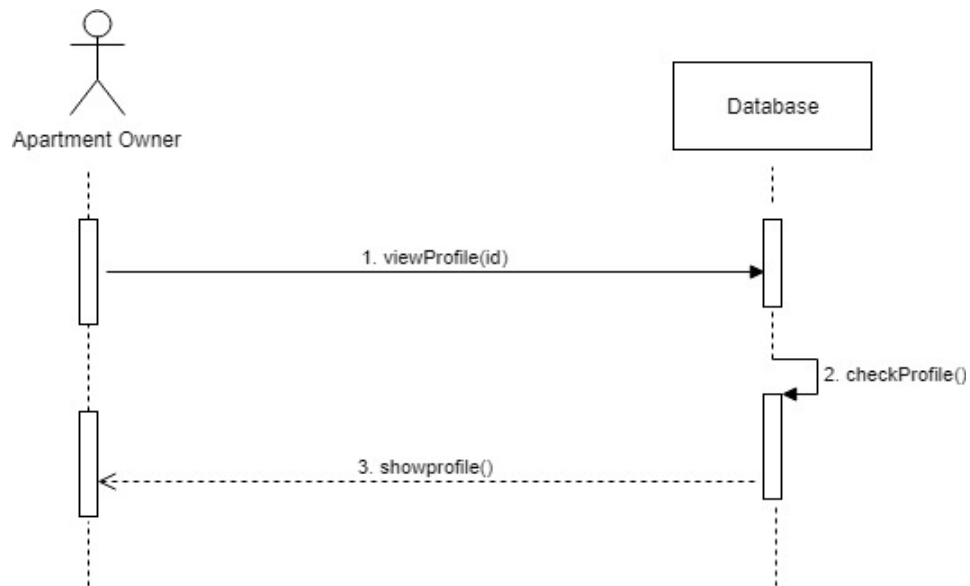 Apartment Owner
Database
1. viewProfile(id)
2. checkProfile()
3. showprofile()